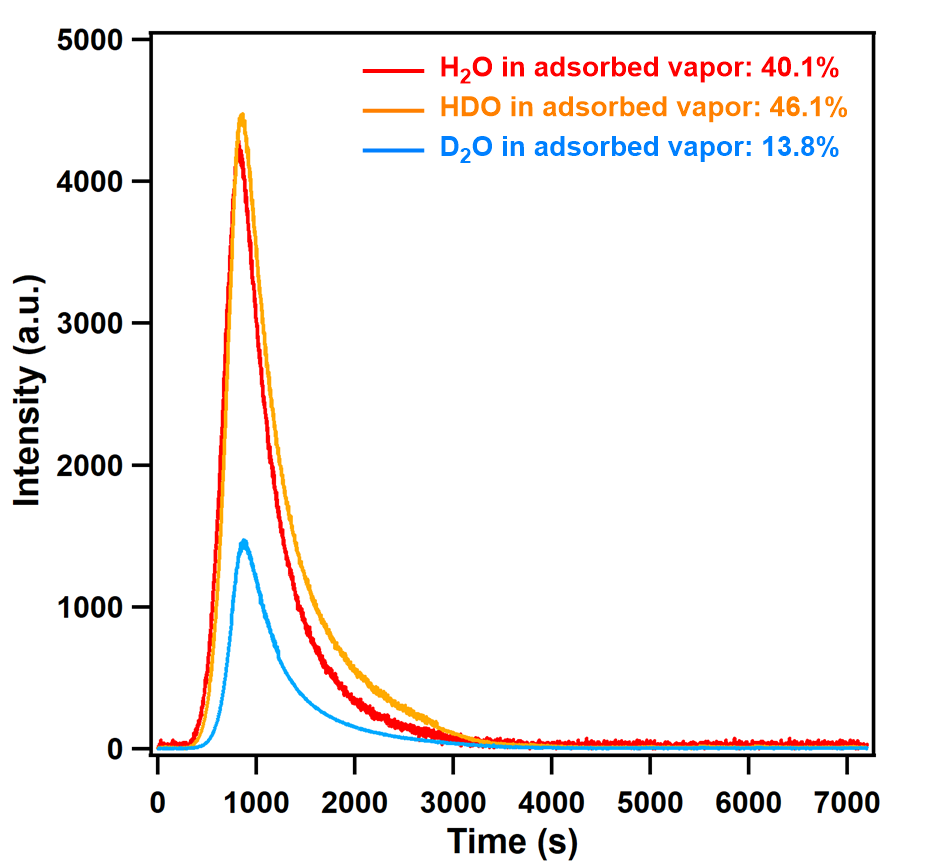 H₂O in adsorbed vapor: 40.1%
HDO in adsorbed vapor: 46.1%
D₂O in adsorbed vapor: 13.8%
Intensity (a.u.)
5000
4000
3000
2000
1000
0
0 1000 2000 3000 4000 5000 6000 7000
Time (s)